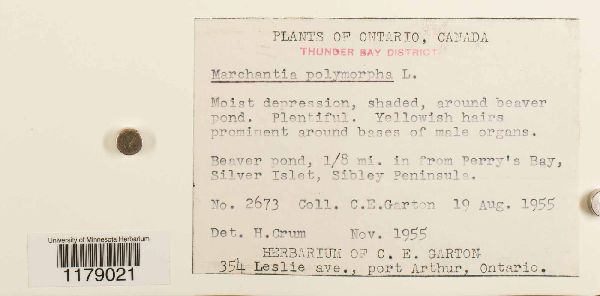 PLANTS OF ONTARIO, CANADA
THUNDER BAY DISTRICT
Marchantia polymorpha L.
Moist depression, shaded, around beaver
pond. Plentiful. Yellowish hairs
prominent around bases of male organs.
Beaver pond, 1/8 mi. in from Perry's Bay,
Silver Islet, Sibley Peninsula.
No. 2673 Coll. C.E.Garton 19 Aug. 1955
Det. H.Crum Nov. 1955
HERBARIUM OF C. E. GARTON
354 Leslie ave., port Arthur, Ontario.
University of Minnesota Herbarium
1179021